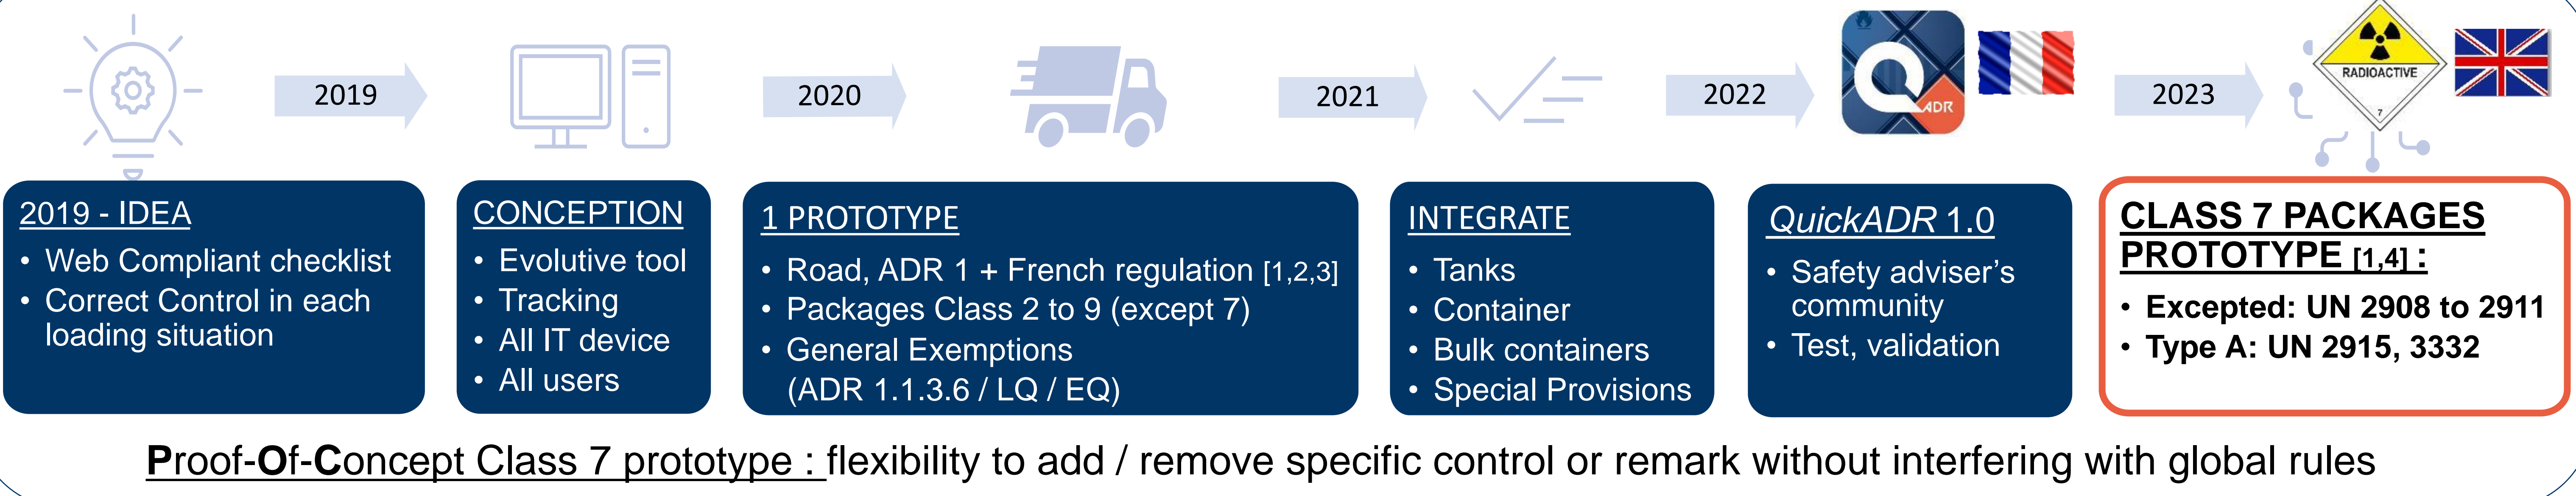 2019
2020
2021
2022
ADR
2023
RADIOACTIVE
7
2019 - IDEA
• Web Compliant checklist
• Correct Control in each
loading situation
CONCEPTION
• Evolutive tool
• Tracking
• All IT device
• All users
1 PROTOTYPE
• Road, ADR 1 + French regulation [1,2,3]
• Packages Class 2 to 9 (except 7)
• General Exemptions
(ADR 1.1.3.6 / LQ / EQ)
INTEGRATE
• Tanks
• Container
• Bulk containers
• Special Provisions
QuickADR 1.0
• Safety adviser's
community
• Test, validation
CLASS 7 PACKAGES
PROTOTYPE [1,4] :
• Excepted: UN 2908 to 2911
• Type A: UN 2915, 3332
Proof-Of-Concept Class 7 prototype : flexibility to add / remove specific control or remark without interfering with global rules